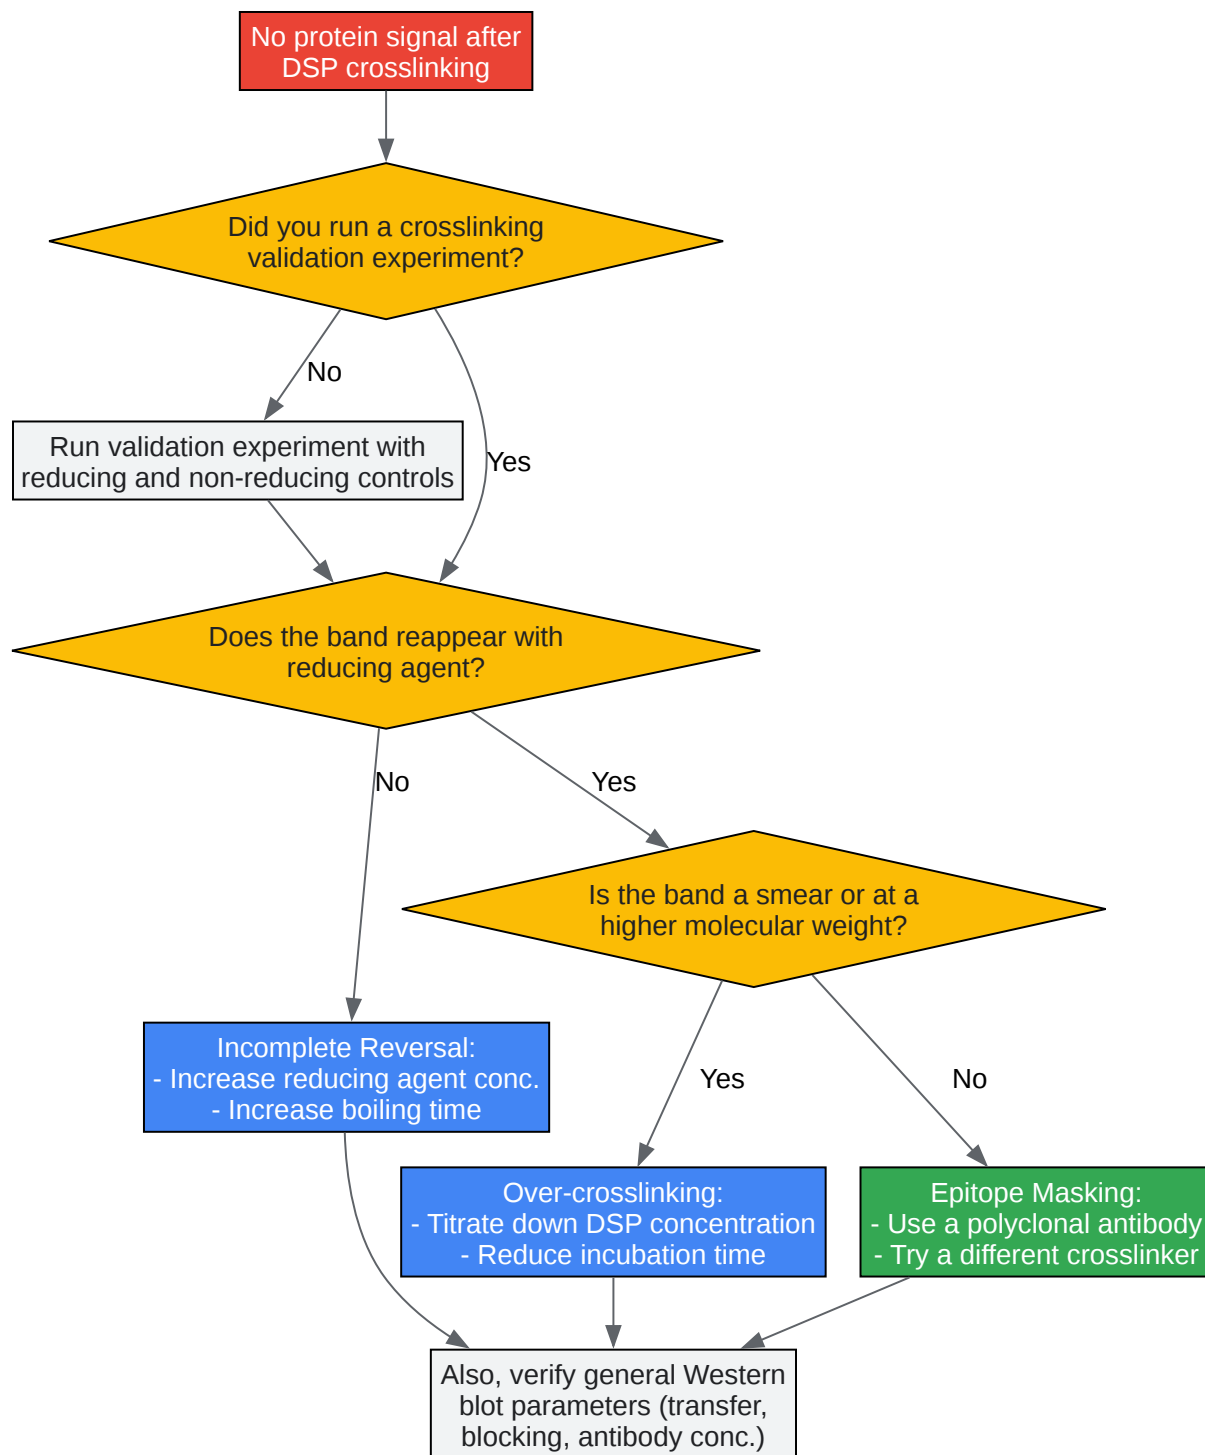 No protein signal after
DSP crosslinking
Did you run a crosslinking
validation experiment?
No
Run validation experiment with
reducing and non-reducing controls
Yes
Does the band reappear with
reducing agent?
No
Yes
Is the band a smear or at a
higher molecular weight?
Incomplete Reversal:
- Increase reducing agent conc.
- Increase boiling time
Yes
No
Over-crosslinking:
- Titrate down DSP concentration
- Reduce incubation time
Epitope Masking:
- Use a polyclonal antibody
- Try a different crosslinker
Also, verify general Western
blot parameters (transfer,
blocking, antibody conc.)